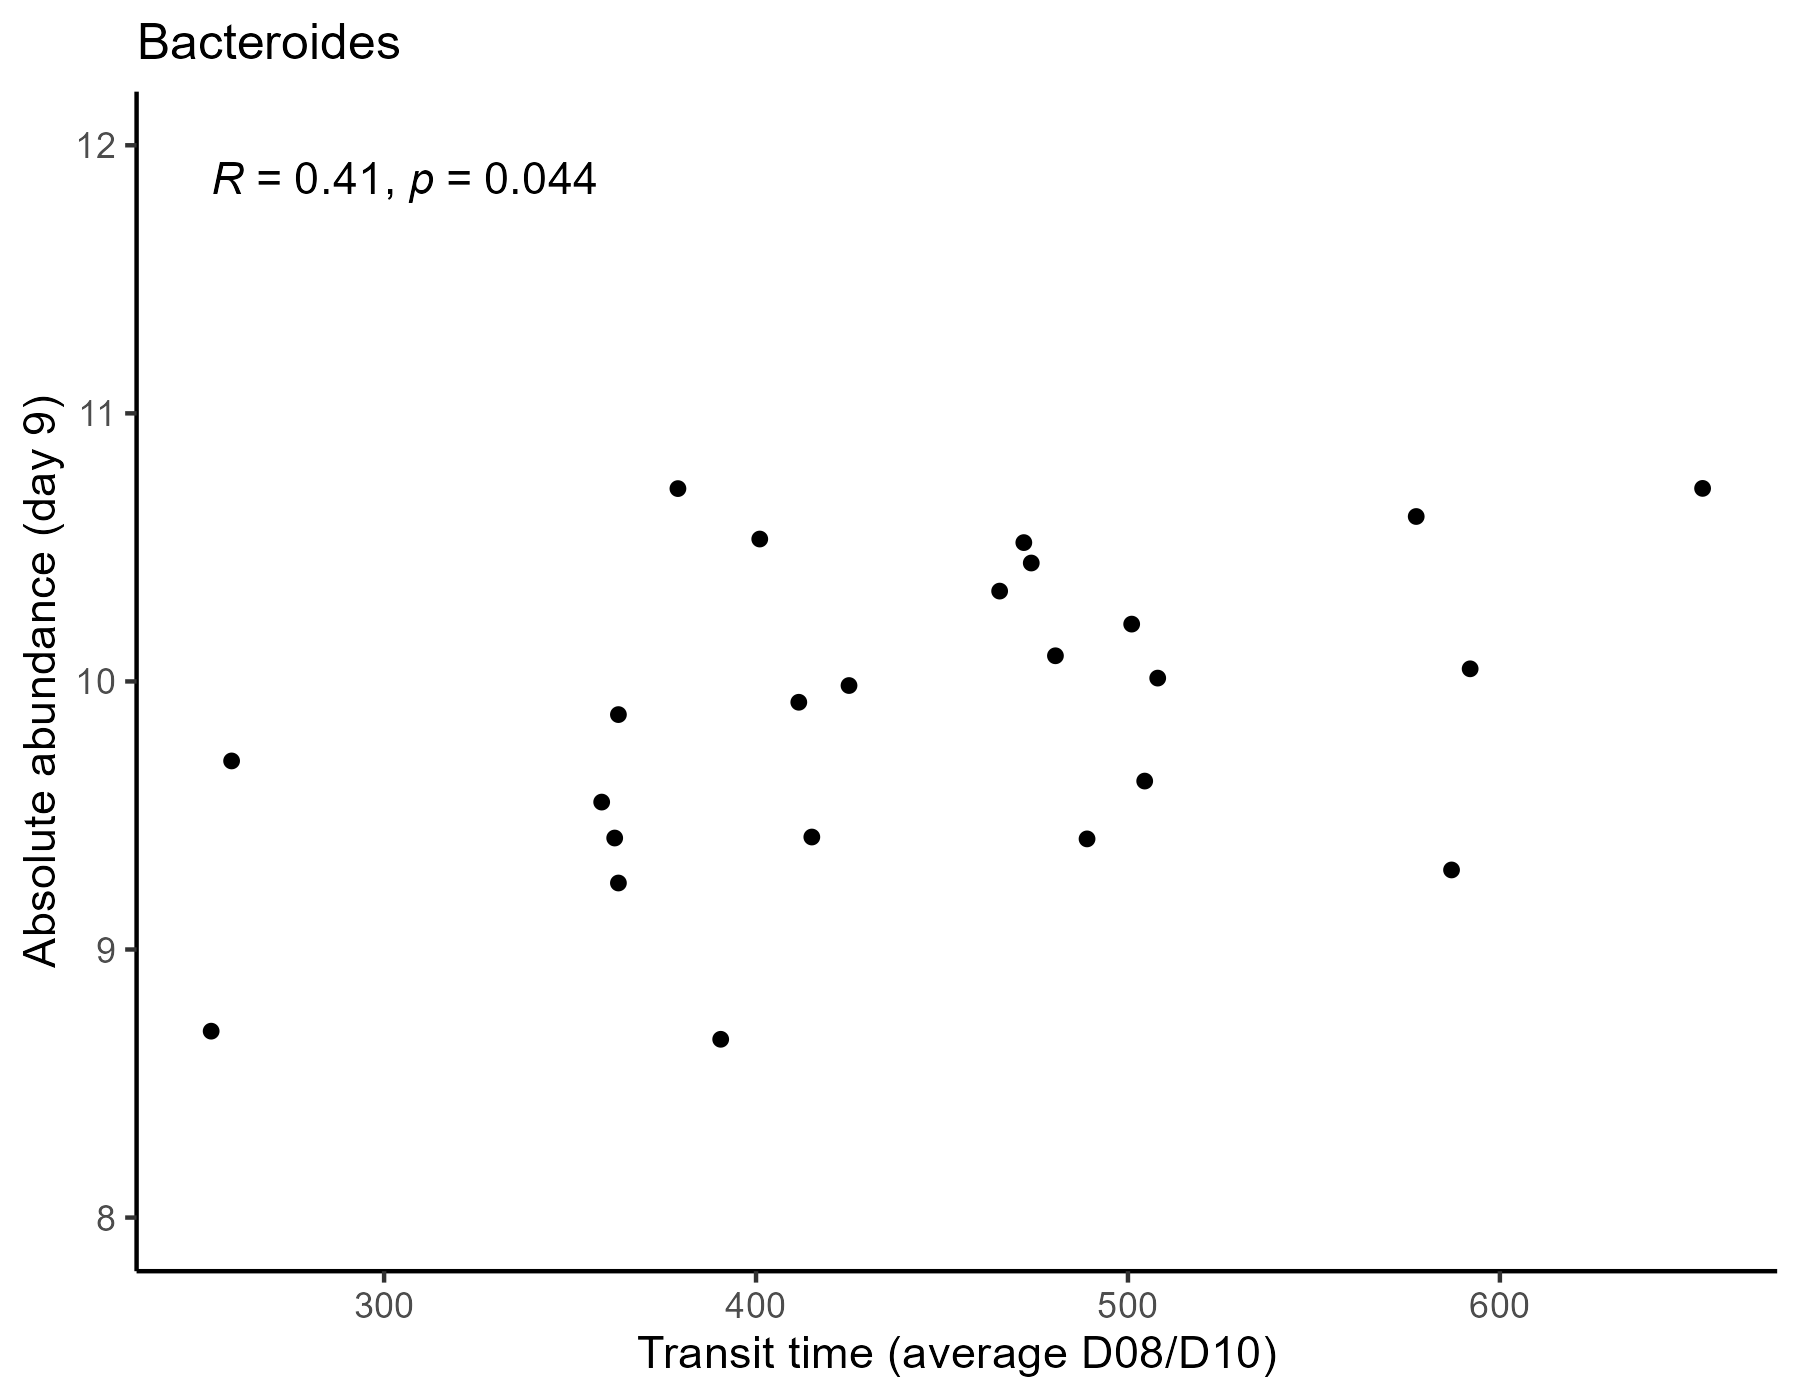 Bacteroides
R = 0.41, p = 0.044
Absolute abundance (day 9)
12
11
10
9
8
300 400 500 600
Transit time (average D08/D10)